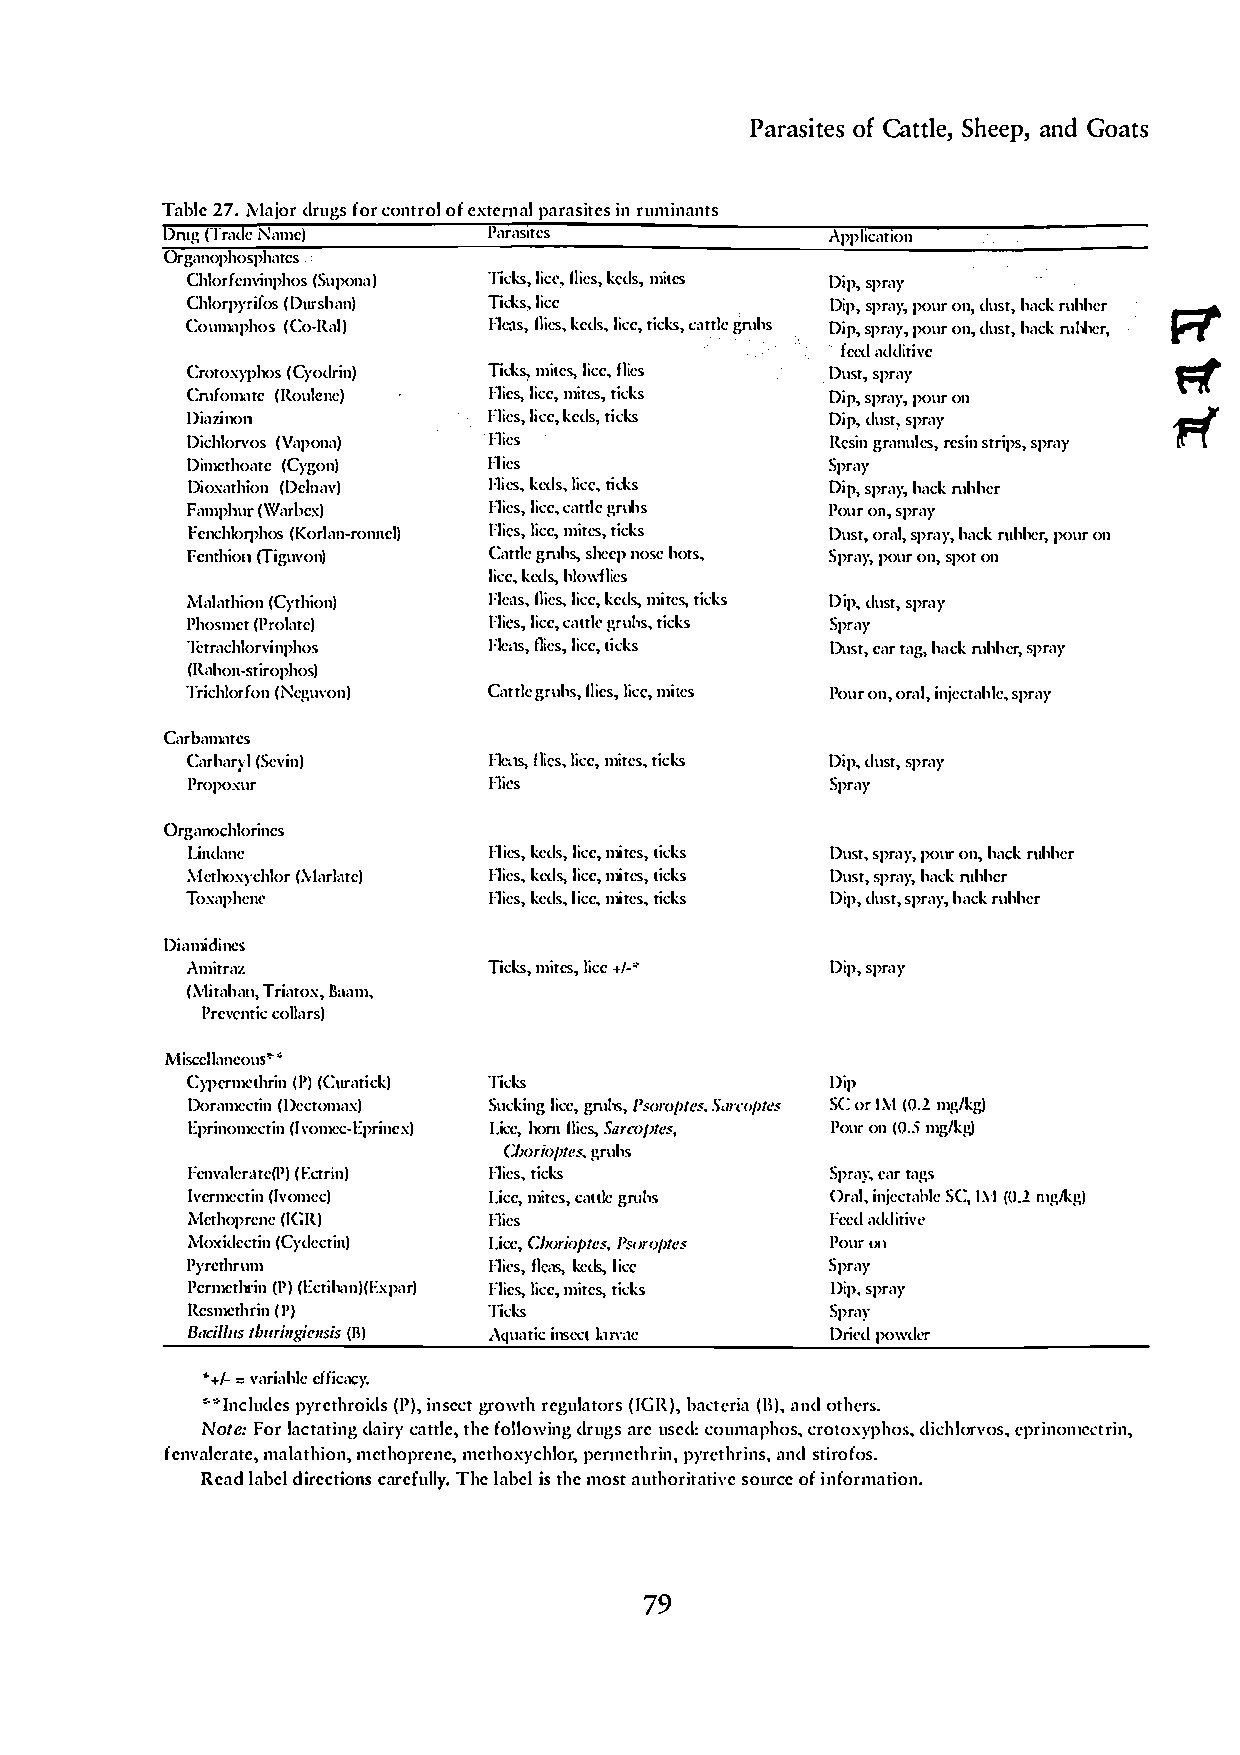 Parasites of Cattle, Sheep, and Goats
Table 27. Major drugs for control of external parasites in ruminants
Drug (Trade Name) Parasites Application
Organophosphates
Chlorfenvinphos (Supona) Ticks, lice, flies, keds, mites Dip, spray
Chlorpyrifos (Dursban) Ticks, lice Dip, spray, pour on, dust, back rubber
Coumaphos (Co-Ral) Fleas, flies, keds, lice, ticks, cattle grubs Dip, spray, pour on, dust, back rubber,
feed additive
Crotoxyphos (Cyodrin) Ticks, mites, lice, flies Dust, spray
Crufomate (Roulene) Flies, lice, mites, ticks Dip, spray, pour on
Diazinon Flies, lice, keds, ticks Dip, dust, spray
Dichlorvos (Vapona) Flies Resin granules, resin strips, spray
Dimethoate (Cygon) Flies Spray
Dioxathion (Delnav) Flies, keds, lice, ticks Dip, spray, back rubber
Famphur (Warbex) Flies, lice, cattle grubs Pour on, spray
Fenchlorphos (Korlan-ronnel) Flies, lice, mites, ticks Dust, oral, spray, back rubber, pour on
Fenthion (Tiguvon) Cattle grubs, sheep nose bots, Spray, pour on, spot on
lice, keds, blowflies
Malathion (Cythion) Fleas, flies, lice, keds, mites, ticks Dip, dust, spray
Phosmet (Prolate) Flies, lice, cattle grubs, ticks Spray
Tetrachlorvinphos Fleas, flies, lice, ticks Dust, ear tag, back rubber, spray
(Rabon-stirophos)
Trichlorfon (Neguvon) Cattle grubs, flies, lice, mites Pour on, oral, injectable, spray
Carbamates
Carbaryl (Sevin) Fleas, flies, lice, mites, ticks Dip, dust, spray
Propoxur Flies Spray
Organochlorines
Lindane Flies, keds, lice, mites, ticks Dust, spray, pour on, back rubber
Methoxychlor (Marlate) Flies, keds, lice, mites, ticks Dust, spray, back rubber
Toxaphene Flies, keds, lice, mites, ticks Dip, dust, spray, back rubber
Diamidines
Amitraz Ticks, mites, lice +/-* Dip, spray
(Mitaban, Triatox, Baam,
Preventic collars)
Miscellaneous**
Cypermethrin (P) (Curatick) Ticks Dip
Doramectin (Dectomax) Sucking lice, grubs, Psoroptes, Sarcoptes SC or IM (0.2 mg/kg)
Eprinomectin (Ivomec-Eprinex) Lice, horn flies, Sarcoptes, Pour on (0.5 mg/kg)
Chorioptes, grubs
Fenvalerate(P) (Ectrin) Flies, ticks Spray, ear tags
Ivermectin (Ivomec) Lice, mites, cattle grubs Oral, injectable SC, IM (0.2 mg/kg)
Methoprene (IGR) Flies Feed additive
Moxidectin (Cydectin) Lice, Chorioptes, Psoroptes Pour on
Pyrethrum Flies, fleas, keds, lice Spray
Permethrin (P) (Ectiban)(Expar) Flies, lice, mites, ticks Dip, spray
Resmethrin (P) Ticks Spray
Bacillus thuringiensis (B) Aquatic insect larvae Dried powder
*+/- = variable efficacy.
**Includes pyrethroids (P), insect growth regulators (IGR), bacteria (B), and others.
Note: For lactating dairy cattle, the following drugs are used: coumaphos, crotoxyphos, dichlorvos, eprinomectrin,
fenvalerate, malathion, methoprene, methoxychlor, permethrin, pyrethrins, and stirofos.
Read label directions carefully. The label is the most authoritative source of information.
79